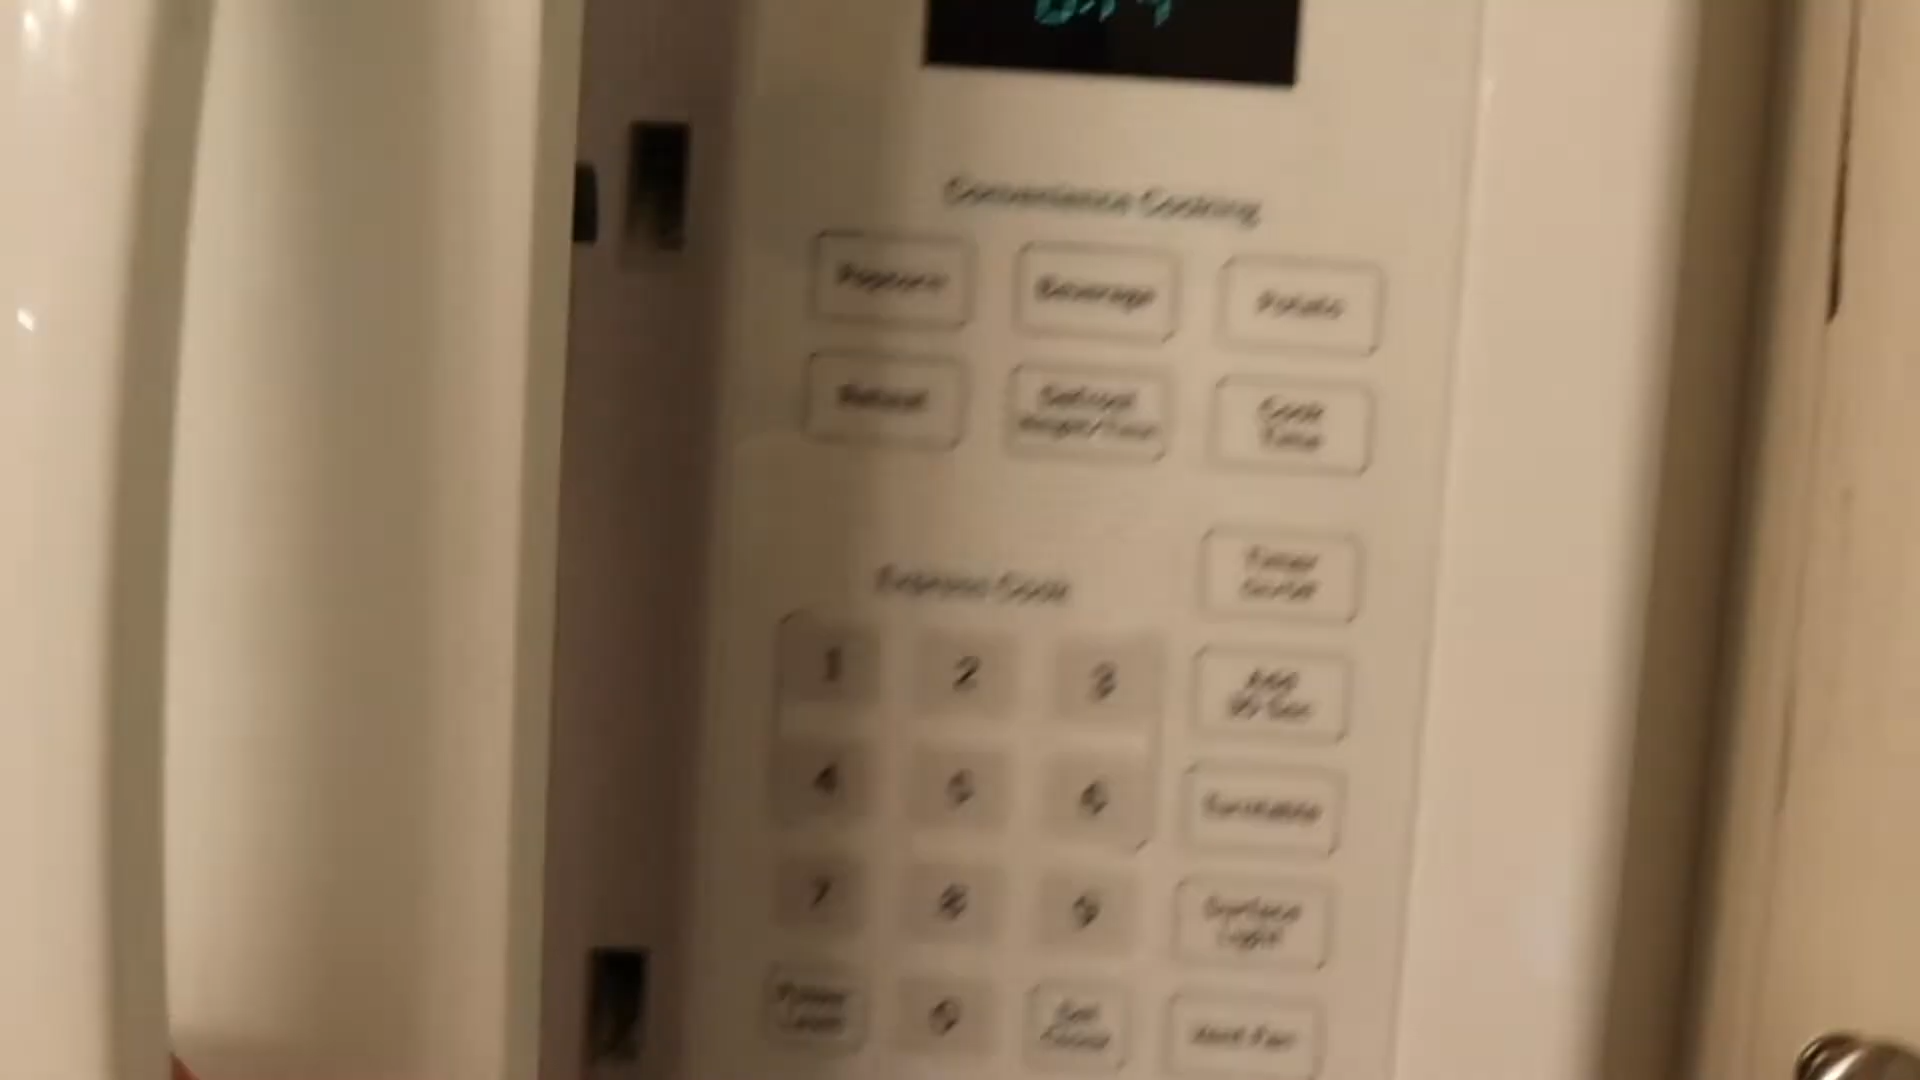 Convenience Cooking
Popcorn
Beverage
Potato
Reheat
Defrost
Weight/Time
Cook
Time
Express Cook
Timer
On/Off
1
2
3
Add
30 Sec
4
5
6
Turntable
7
8
9
Surface
Light
Power
Level
0
Set
Clock
Vent Fan